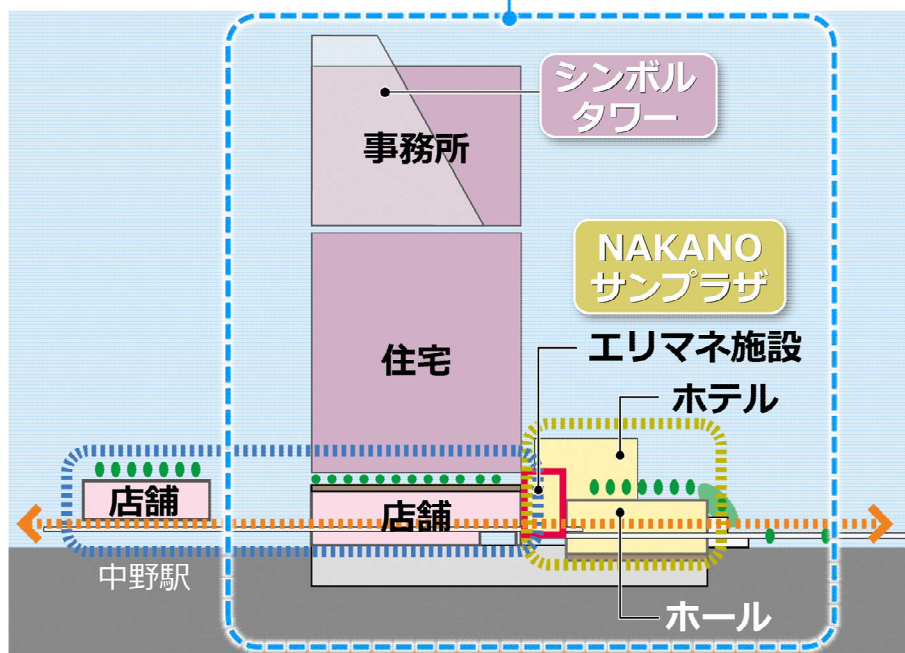 シンボル
タワー
事務所
NAKANO
サンプラザ
住宅
エリマネ施設
ホテル
店舗
店舗
中野駅
ホール